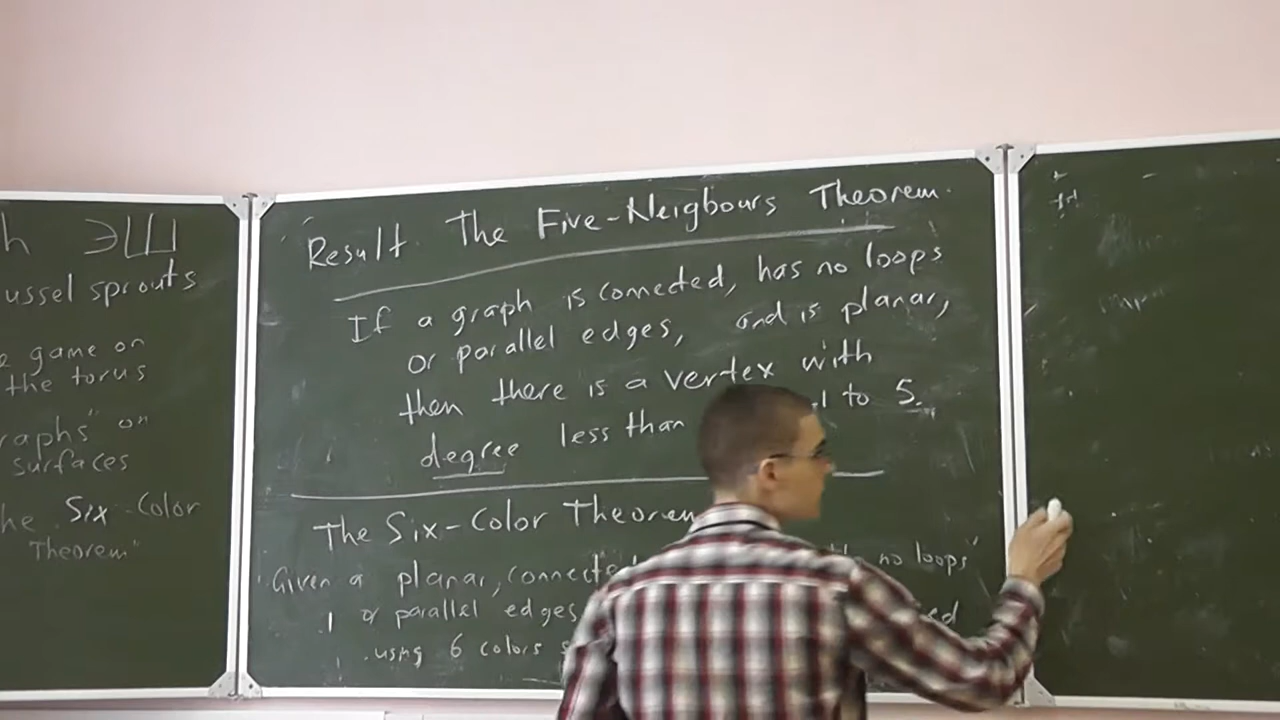 ЭШ
ussel sprouts
game on
the torus
raphs" on
surfaces
he Six-Color
Theorem"
Result. The Five-Neigbours Theorem.
If a graph is connected, has no loops
or parallel edges, and is planar,
then there is a vertex with
degree less than to 5.
The Six-Color Theorem
Given a planar, connecte no loops
or parallel edges
using 6 colors